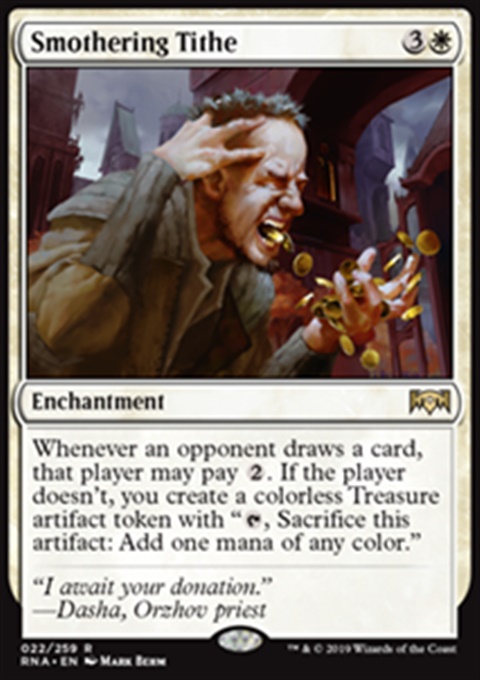 Smothering Tithe 3
Enchantment
Whenever an opponent draws a card,
that player may pay 2. If the player
doesn't, you create a colorless Treasure
artifact token with “, Sacrifice this
artifact: Add one mana of any color.”
“I await your donation.”
—Dasha, Orzhov priest
022/259 R
RNA • EN Mark Behm
™ & © 2019 Wizards of the Coast